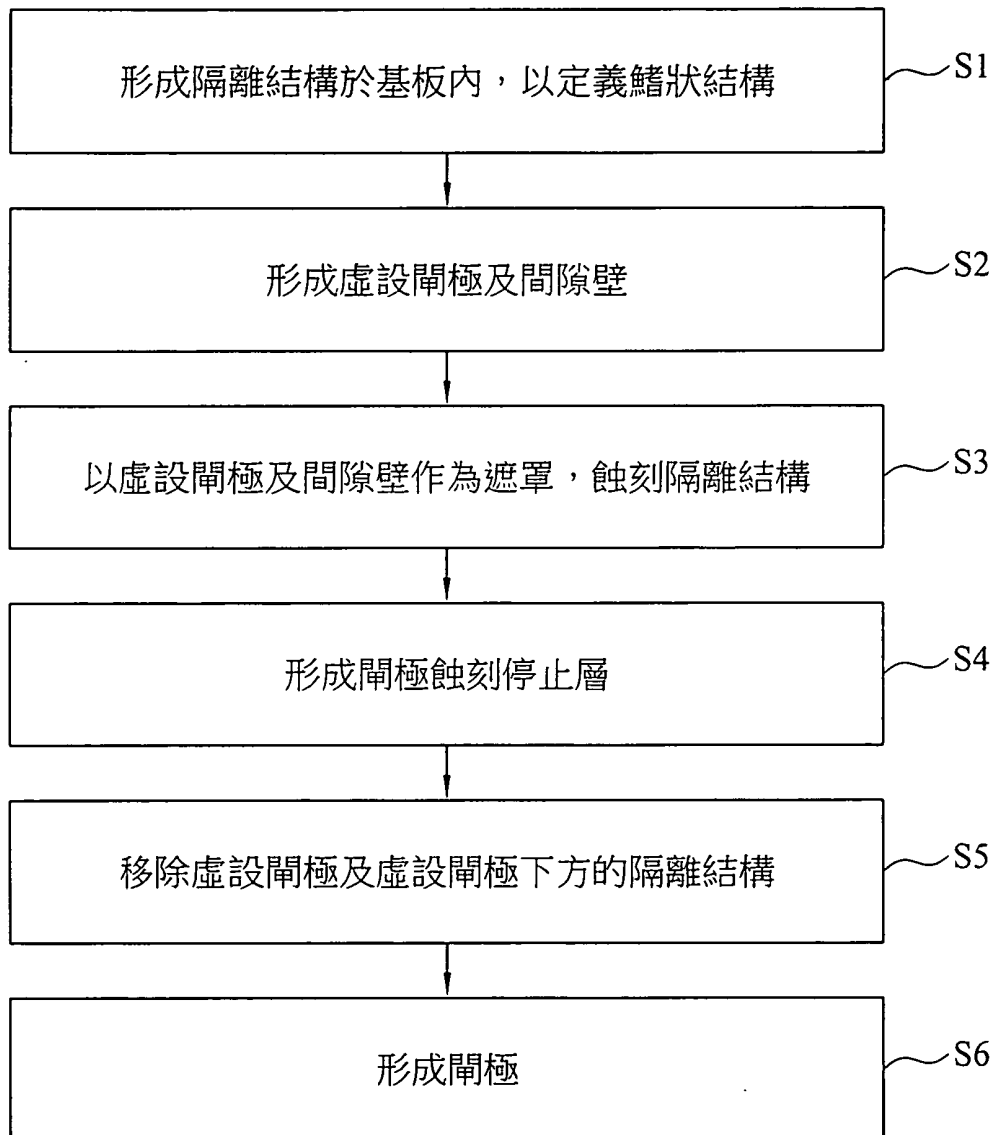 形成隔離結構於基板內，以定義鰭狀結構
S1
形成虛設閘極及間隙壁
S2
以虛設閘極及間隙壁作為遮罩，蝕刻隔離結構
S3
形成閘極蝕刻停止層
S4
移除虛設閘極及虛設閘極下方的隔離結構
S5
形成閘極
S6